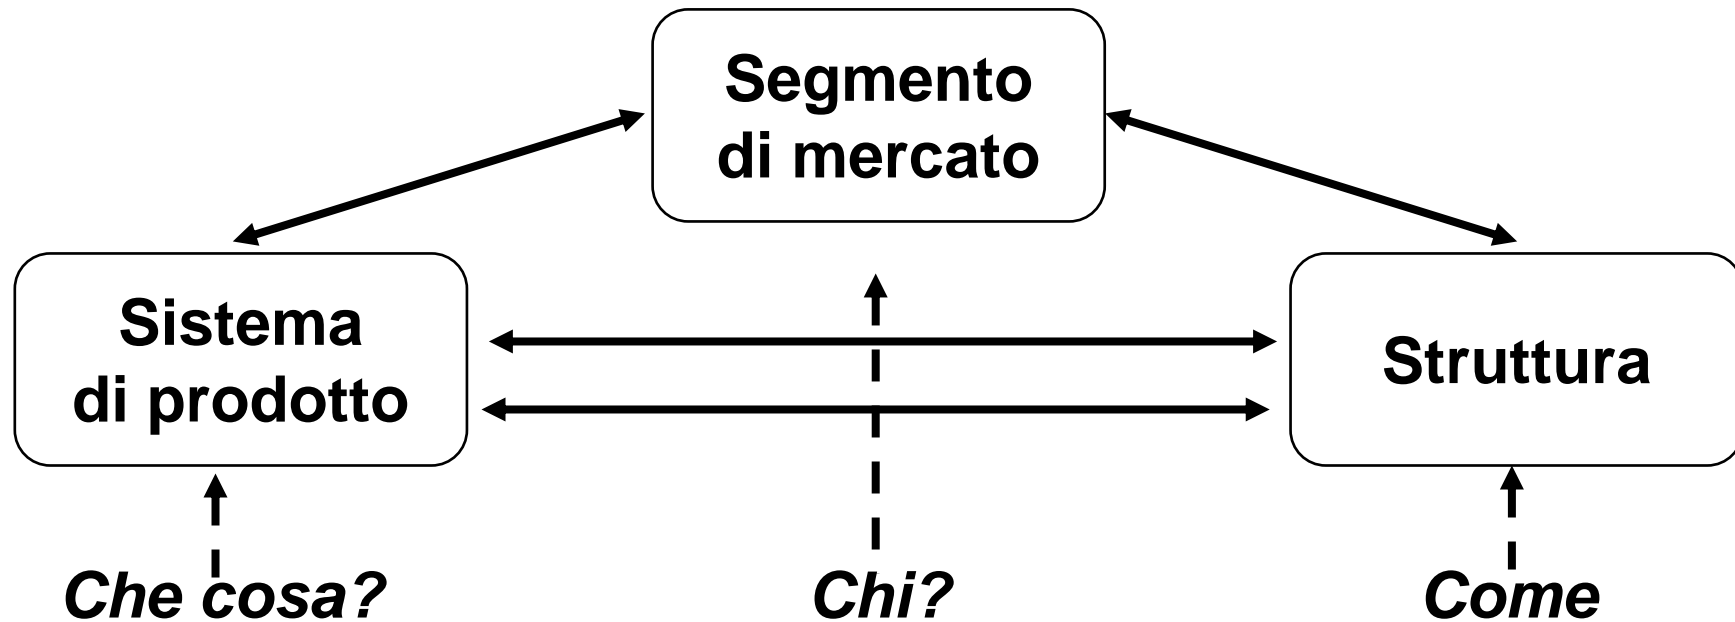 Segmento
di mercato
Sistema
di prodotto
Struttura
Che cosa?
Chi?
Come